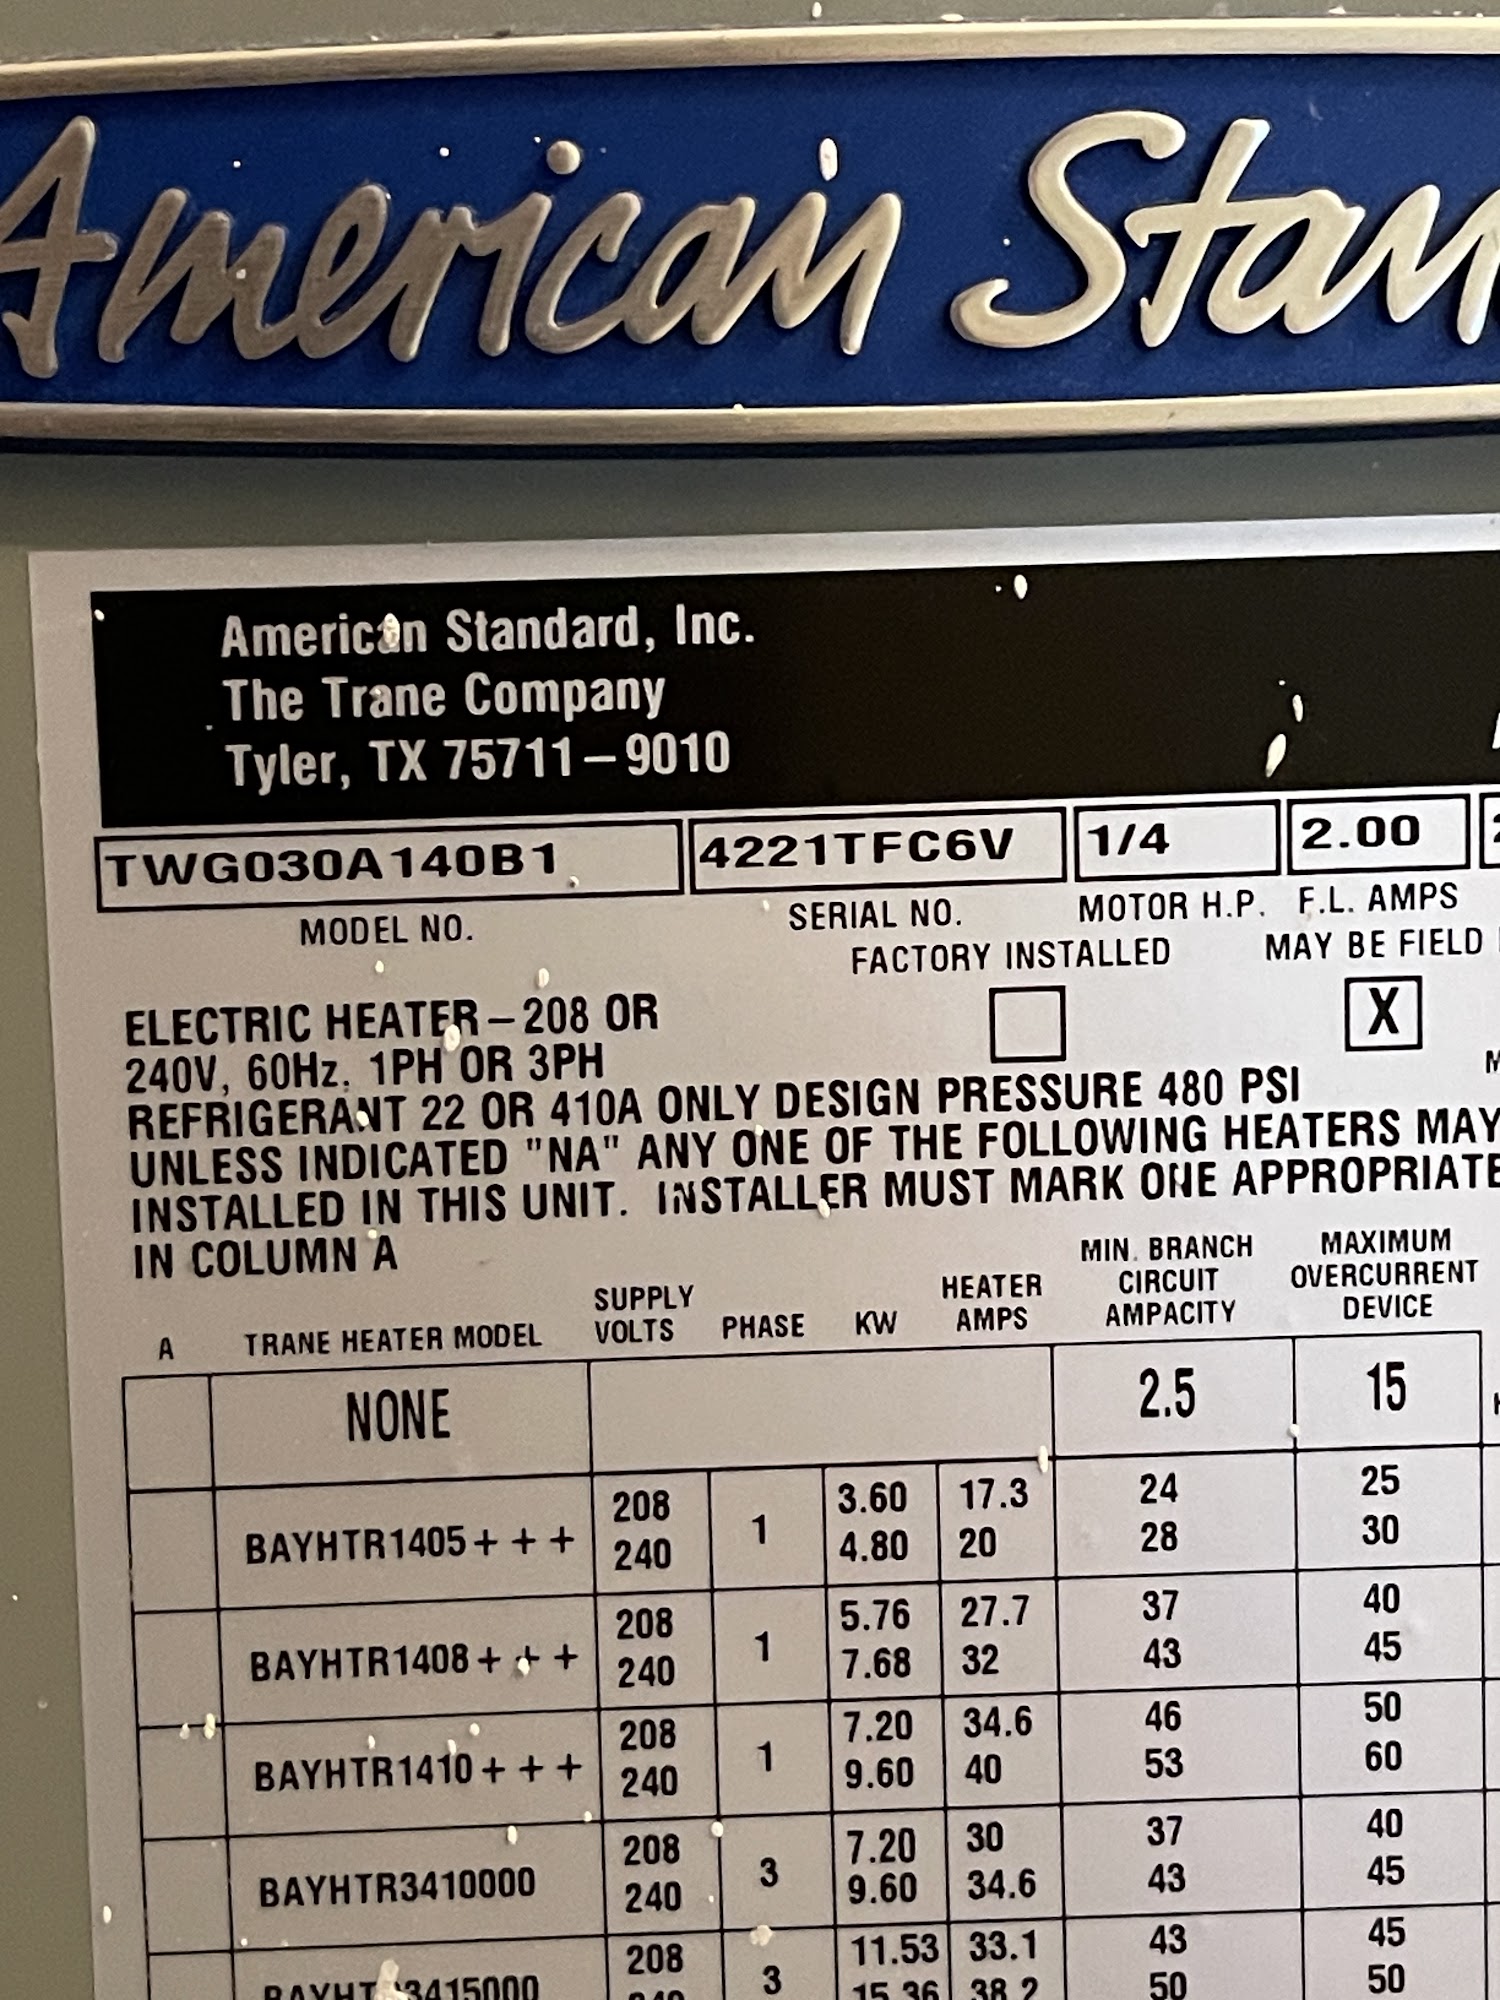 American Stan
American Standard, Inc.
The Trane Company
Tyler, TX 75711–9010
TWG030A140B1 4221TFC6V 1/4 2.00
MODEL NO. SERIAL NO. MOTOR H.P. F.L. AMPS
FACTORY INSTALLED MAY BE FIELD
ELECTRIC HEATER–208 OR X
240V, 60Hz. 1PH OR 3PH
REFRIGERANT 22 OR 410A ONLY DESIGN PRESSURE 480 PSI
UNLESS INDICATED "NA" ANY ONE OF THE FOLLOWING HEATERS MAY
INSTALLED IN THIS UNIT. INSTALLER MUST MARK ONE APPROPRIATE
IN COLUMN A
A TRANE HEATER MODEL SUPPLY VOLTS PHASE KW HEATER AMPS MIN. BRANCH CIRCUIT AMPACITY MAXIMUM OVERCURRENT DEVICE
NONE 2.5 15
208 3.60 17.3 24 25
BAYHTR1405+++ 1
240 4.80 20 28 30
208 5.76 27.7 37 40
BAYHTR1408+++ 1
240 7.68 32 43 45
208 7.20 34.6 46 50
BAYHTR1410+++ 1
240 9.60 40 53 60
208 7.20 30 37 40
BAYHTR3410000 3
240 9.60 34.6 43 45
208 11.53 33.1 43 45
BAYHTR3415000 3
240 15.36 38.2 50 50